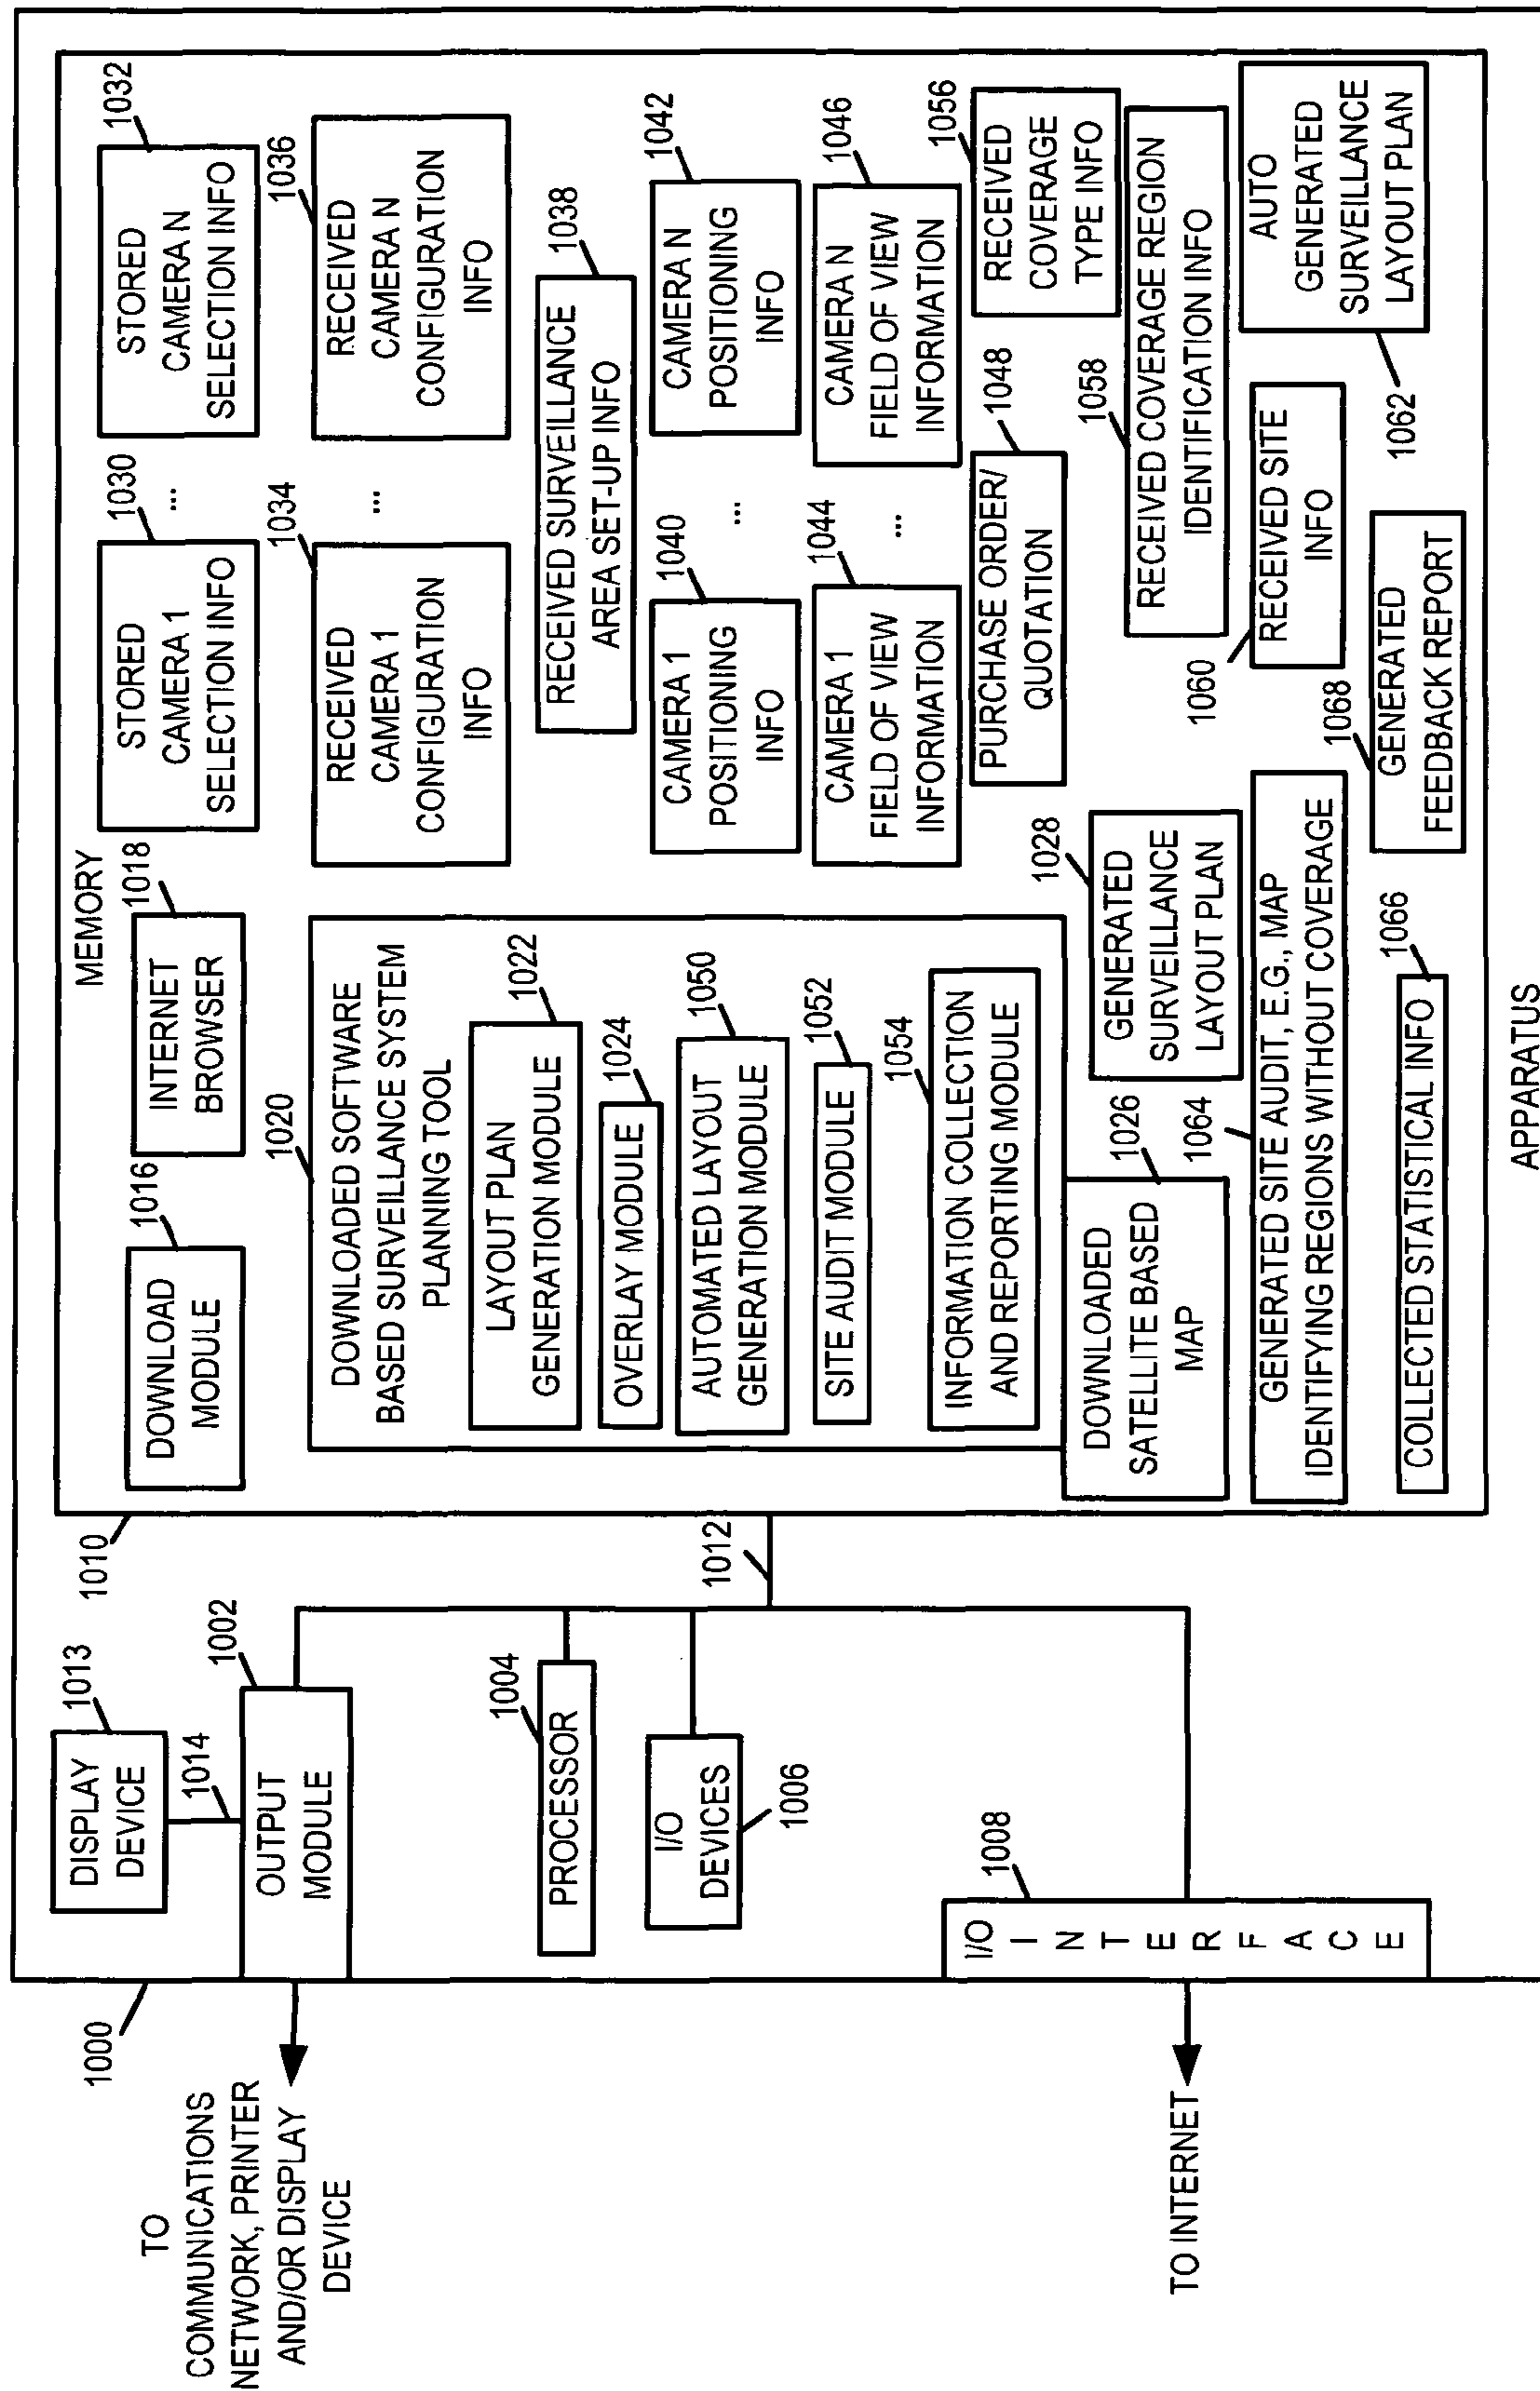 1000
TO
COMMUNICATIONS
NETWORK, PRINTER
AND/OR DISPLAY
DEVICE
TO INTERNET
DISPLAY
DEVICE
1013
1014
OUTPUT
MODULE
1002
PROCESSOR
1004
I/O
DEVICES
1006
I/O
I
N
T
E
R
F
A
C
E
1008
1012
1010
MEMORY
DOWNLOAD
MODULE
1016
INTERNET
BROWSER
1018
1020
DOWNLOADED SOFTWARE
BASED SURVEILLANCE SYSTEM
PLANNING TOOL
LAYOUT PLAN
GENERATION MODULE
1022
OVERLAY MODULE
1024
AUTOMATED LAYOUT
GENERATION MODULE
1050
SITE AUDIT MODULE
1052
INFORMATION COLLECTION
AND REPORTING MODULE
1054
DOWNLOADED
SATELLITE BASED
MAP
1026
GENERATED
SURVEILLANCE
LAYOUT PLAN
1028
1064
GENERATED SITE AUDIT, E.G., MAP
IDENTIFYING REGIONS WITHOUT COVERAGE
COLLECTED STATISTICAL INFO
1066
STORED
CAMERA 1
SELECTION INFO
1030
...
STORED
CAMERA N
SELECTION INFO
1032
RECEIVED
CAMERA 1
CONFIGURATION
INFO
1034
...
RECEIVED
CAMERA N
CONFIGURATION
INFO
1036
RECEIVED SURVEILLANCE
AREA SET-UP INFO
1038
CAMERA 1
POSITIONING
INFO
1040
...
CAMERA N
POSITIONING
INFO
1042
CAMERA 1
FIELD OF VIEW
INFORMATION
1044
...
CAMERA N
FIELD OF VIEW
INFORMATION
1046
PURCHASE ORDER/
QUOTATION
1048
RECEIVED
COVERAGE
TYPE INFO
1056
1058
RECEIVED COVERAGE REGION
IDENTIFICATION INFO
1060
RECEIVED SITE
INFO
AUTO
GENERATED
SURVEILLANCE
LAYOUT PLAN
1062
1068
GENERATED
FEEDBACK REPORT
APPARATUS